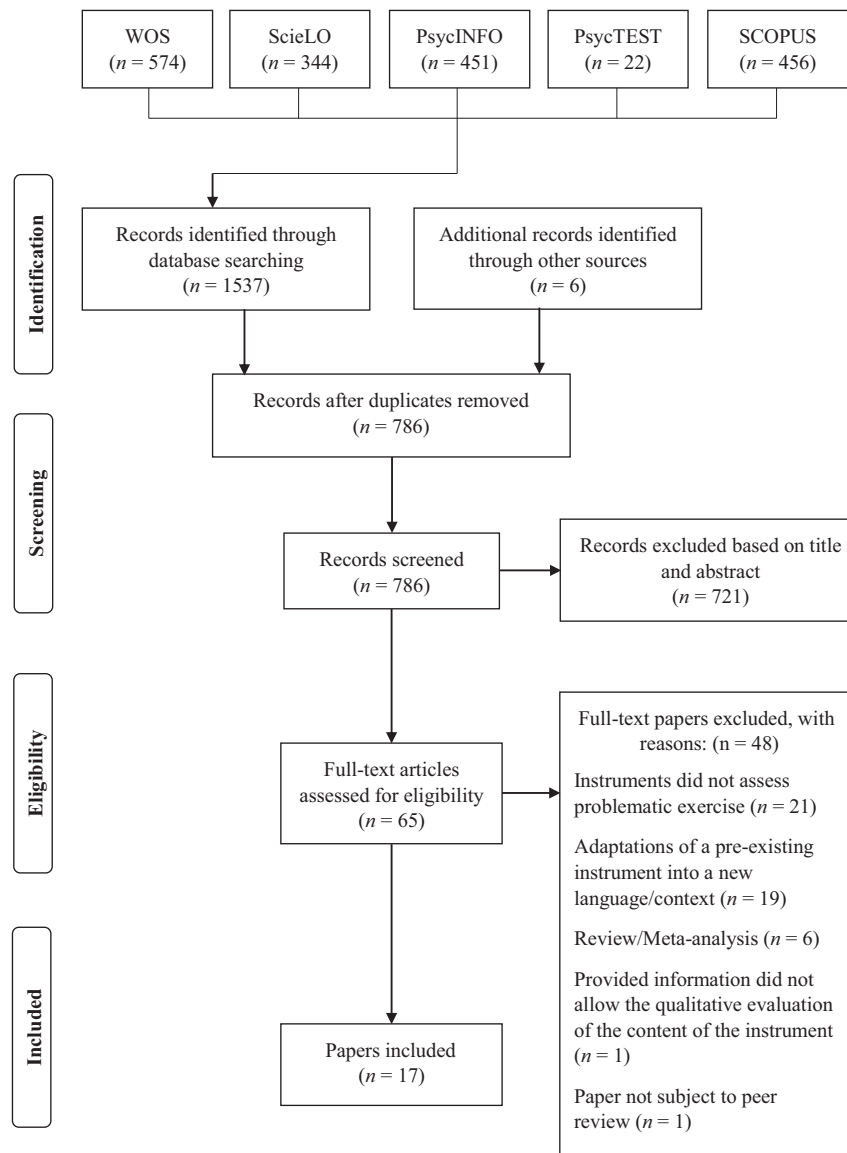 WOS
(n = 574)
ScieLO
(n = 344)
PsycINFO
(n = 451)
PsycTEST
(n = 22)
SCOPUS
(n = 456)
Identification
Records identified through
database searching
(n = 1537)
Additional records identified
through other sources
(n = 6)
Records after duplicates removed
(n = 786)
Screening
Records screened
(n = 786)
Records excluded based on title
and abstract
(n = 721)
Eligibility
Full-text articles
assessed for eligibility
(n = 65)
Full-text papers excluded, with
reasons: (n = 48)
Instruments did not assess
problematic exercise (n = 21)
Adaptations of a pre-existing
instrument into a new
language/context (n = 19)
Review/Meta-analysis (n = 6)
Provided information did not
allow the qualitative evaluation
of the content of the instrument
(n = 1)
Paper not subject to peer
review (n = 1)
Included
Papers included
(n = 17)